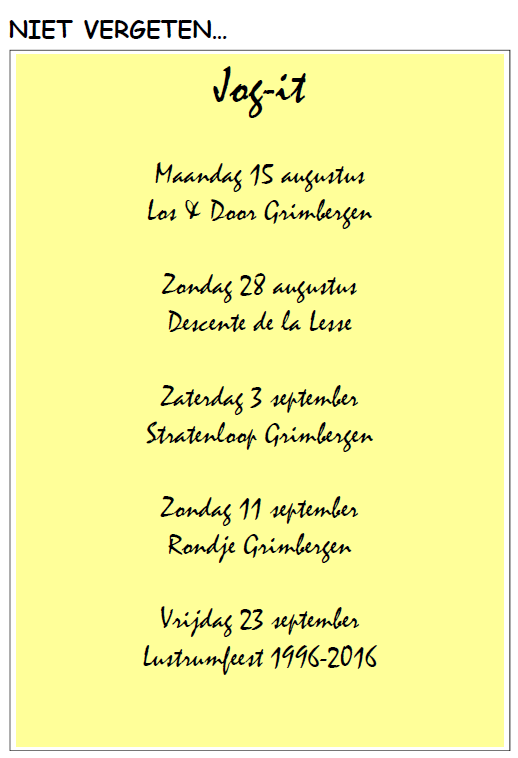 NIET VERGETEN...
Jog-it
Maandag 15 augustus
Los & Door Grimbergen
Zondag 28 augustus
Descente de la Lesse
Zaterdag 3 september
Stratenloop Grimbergen
Zondag 11 september
Rondje Grimbergen
Vrijdag 23 september
Lustrumfeest 1996-2016